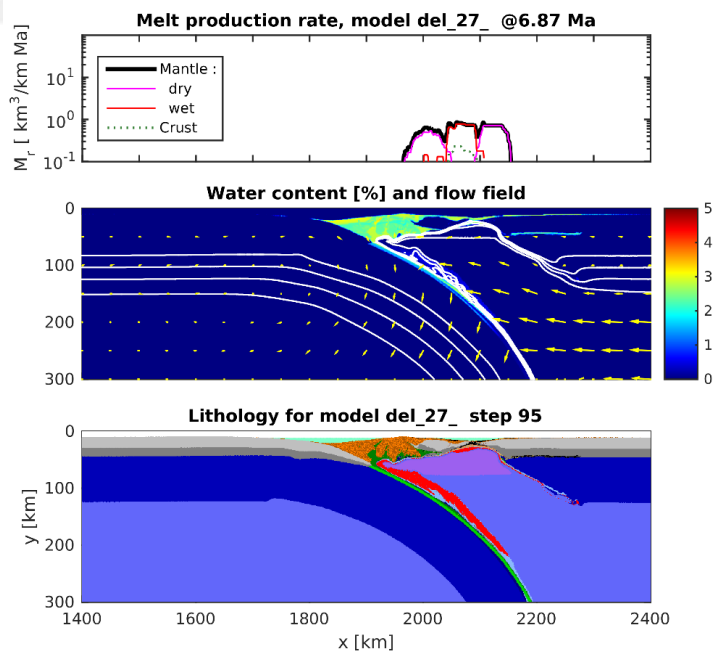 Melt production rate, model del_27_ @6.87 Ma
M_r [ km^3/km Ma]
10^1
10^0
10^-1
Mantle :
dry
wet
Crust
Water content [%] and flow field
0
100
200
300
5
4
3
2
1
0
Lithology for model del_27_ step 95
y [km]
0
100
200
300
1400 1600 1800 2000 2200 2400
x [km]